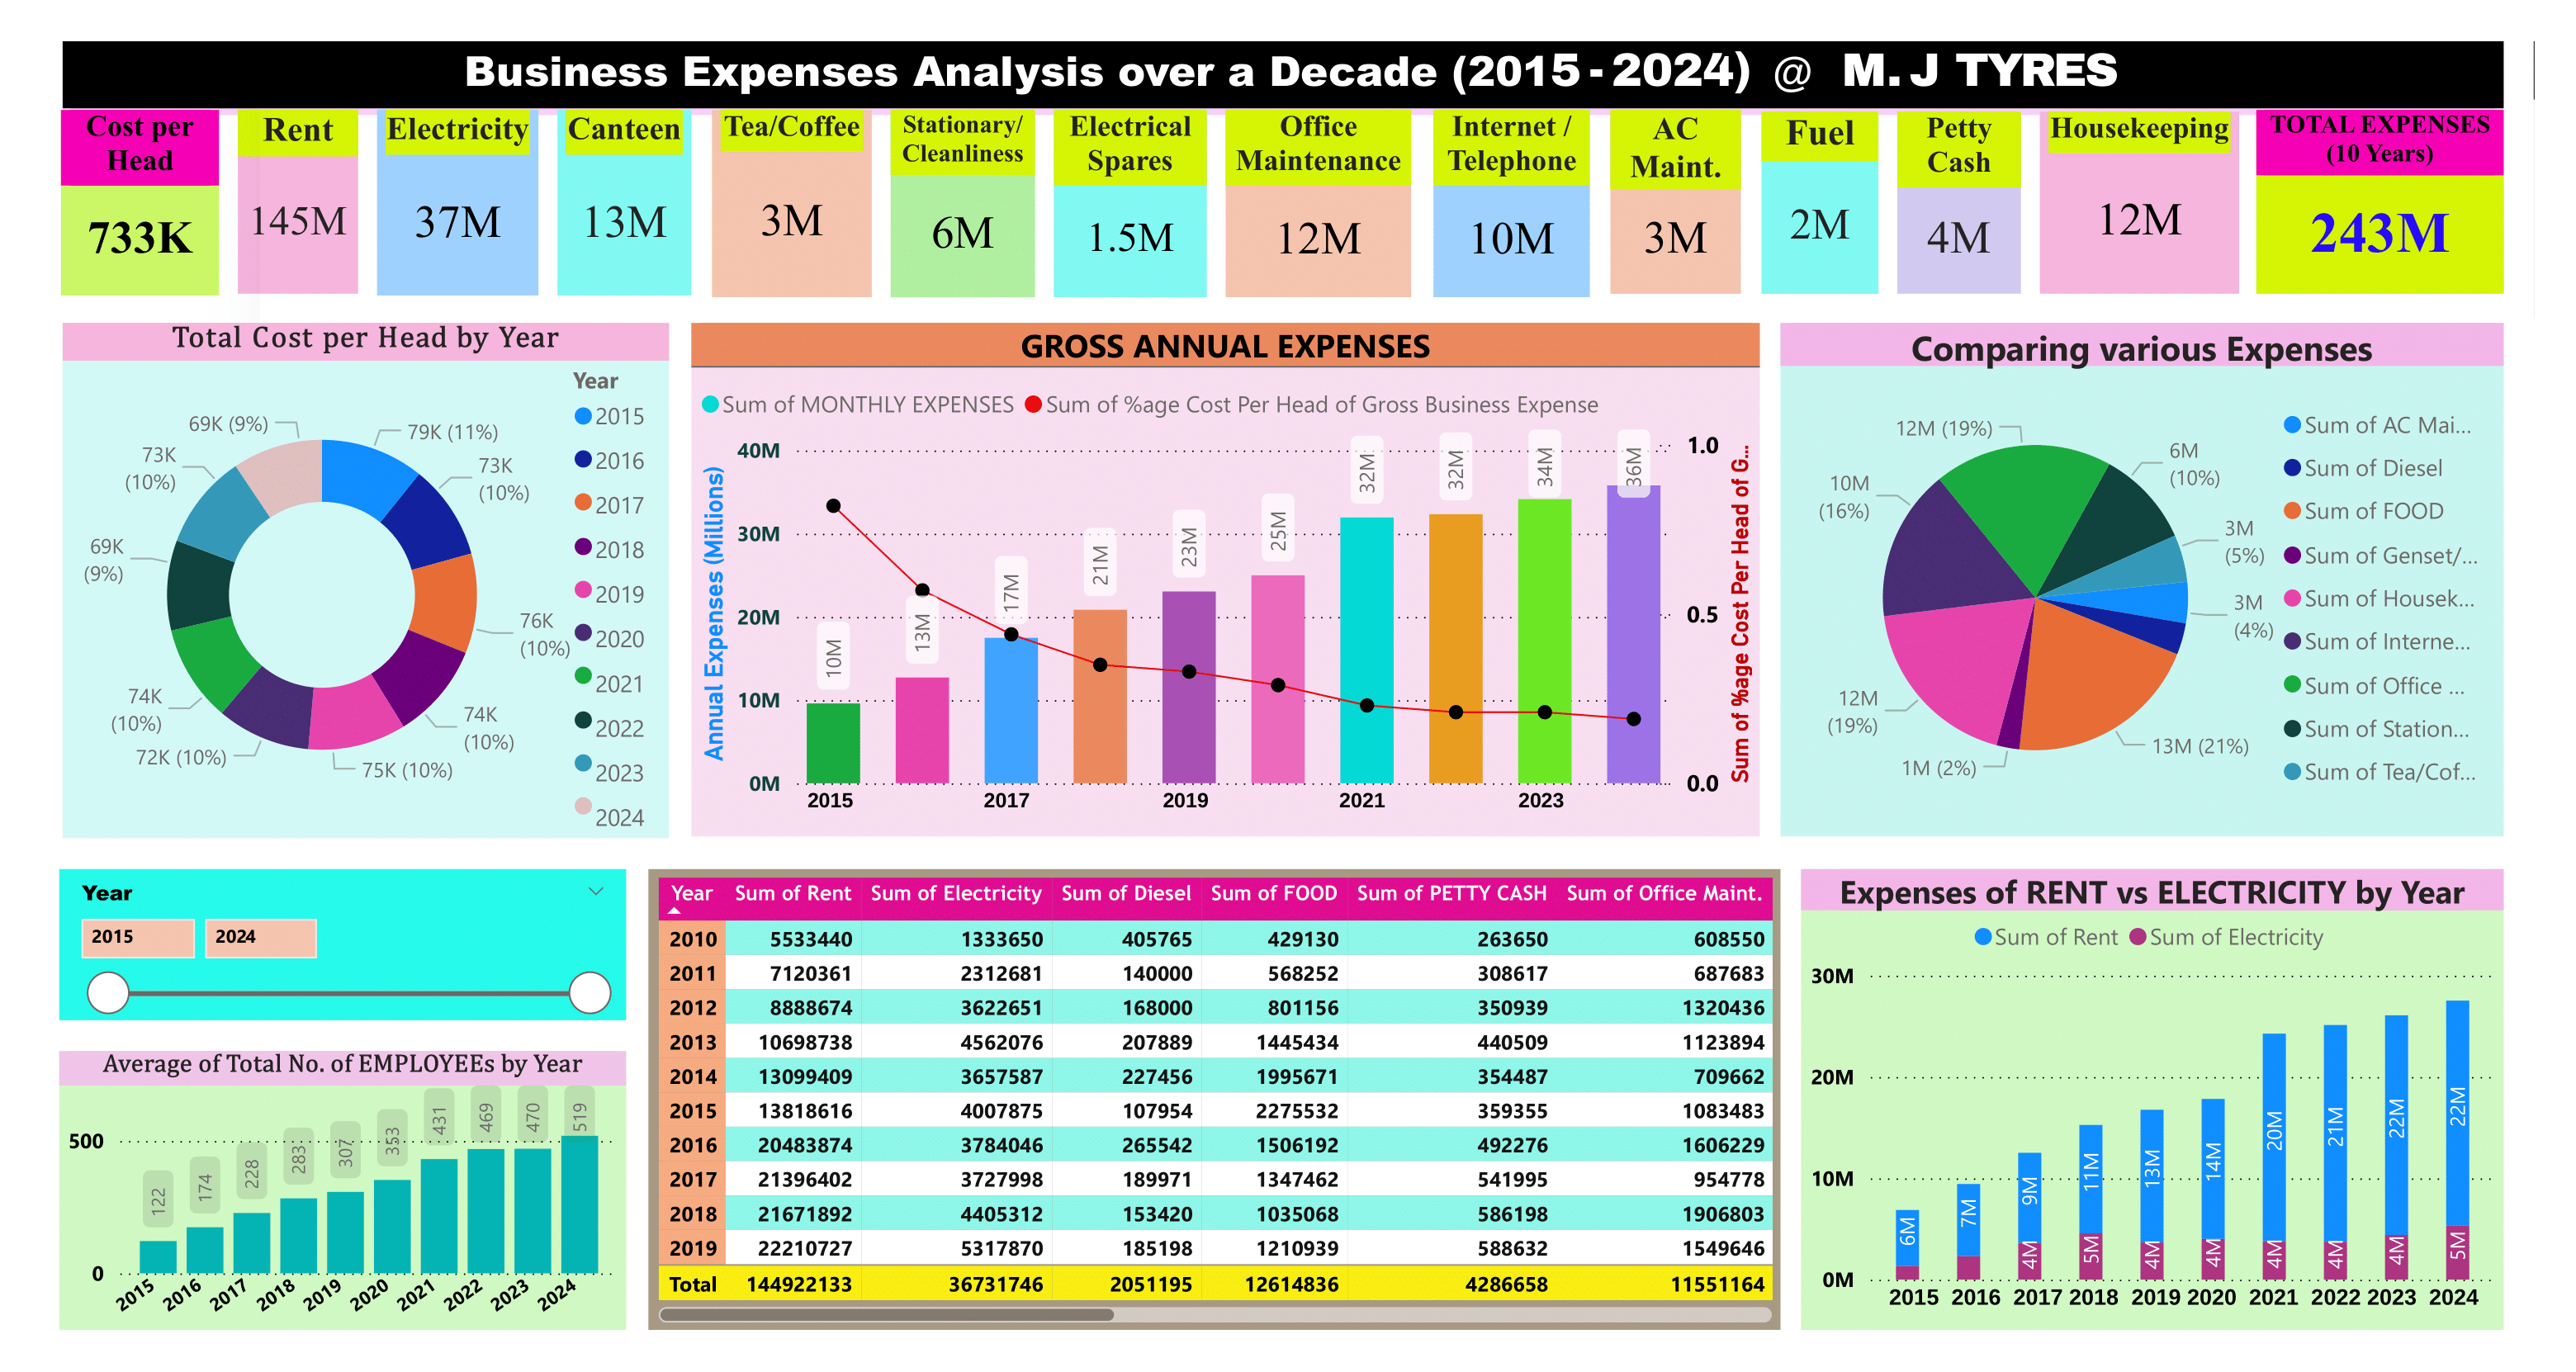 Business Expenses Analysis over a Decade (2015 - 2024) @ M. J TYRES
Cost per
Head
733K
Rent
145M
Electricity
37M
Canteen
13M
Tea/Coffee
3M
Stationary/
Cleanliness
6M
Electrical
Spares
1.5M
Office
Maintenance
12M
Internet /
Telephone
10M
AC
Maint.
3M
Fuel
2M
Petty
Cash
4M
Housekeeping
12M
TOTAL EXPENSES
(10 Years)
243M
Total Cost per Head by Year
69K (9%)
79K (11%)
73K
(10%)
76K
(10%)
74K
(10%)
75K (10%)
72K (10%)
74K
(10%)
69K
(9%)
73K
(10%)
Year
2015
2016
2017
2018
2019
2020
2021
2022
2023
2024
GROSS ANNUAL EXPENSES
Sum of MONTHLY EXPENSES
Sum of %age Cost Per Head of Gross Business Expense
Annual Expenses (Millions)
40M
30M
20M
10M
0M
10M
13M
17M
21M
23M
25M
32M
32M
34M
36M
2015
2017
2019
2021
2023
1.0
0.5
0.0
Sum of %age Cost Per Head of G...
Comparing various Expenses
12M (19%)
6M
(10%)
3M
(5%)
3M
(4%)
13M (21%)
1M (2%)
12M
(19%)
10M
(16%)
Sum of AC Mai...
Sum of Diesel
Sum of FOOD
Sum of Genset/...
Sum of Housek...
Sum of Interne...
Sum of Office ...
Sum of Station...
Sum of Tea/Cof...
Year
2015
2024
Average of Total No. of EMPLOYEEs by Year
500
0
122
174
228
283
307
353
431
469
470
519
2015
2016
2017
2018
2019
2020
2021
2022
2023
2024
Year Sum of Rent Sum of Electricity Sum of Diesel Sum of FOOD Sum of PETTY CASH Sum of Office Maint.
2010 5533440 1333650 405765 429130 263650 608550
2011 7120361 2312681 140000 568252 308617 687683
2012 8888674 3622651 168000 801156 350939 1320436
2013 10698738 4562076 207889 1445434 440509 1123894
2014 13099409 3657587 227456 1995671 354487 709662
2015 13818616 4007875 107954 2275532 359355 1083483
2016 20483874 3784046 265542 1506192 492276 1606229
2017 21396402 3727998 189971 1347462 541995 954778
2018 21671892 4405312 153420 1035068 586198 1906803
2019 22210727 5317870 185198 1210939 588632 1549646
Total 144922133 36731746 2051195 12614836 4286658 11551164
Expenses of RENT vs ELECTRICITY by Year
Sum of Rent
Sum of Electricity
30M
20M
10M
0M
6M
7M
9M
11M
13M
14M
20M
21M
22M
22M
4M
5M
4M
4M
4M
4M
4M
5M
2015
2016
2017
2018
2019
2020
2021
2022
2023
2024